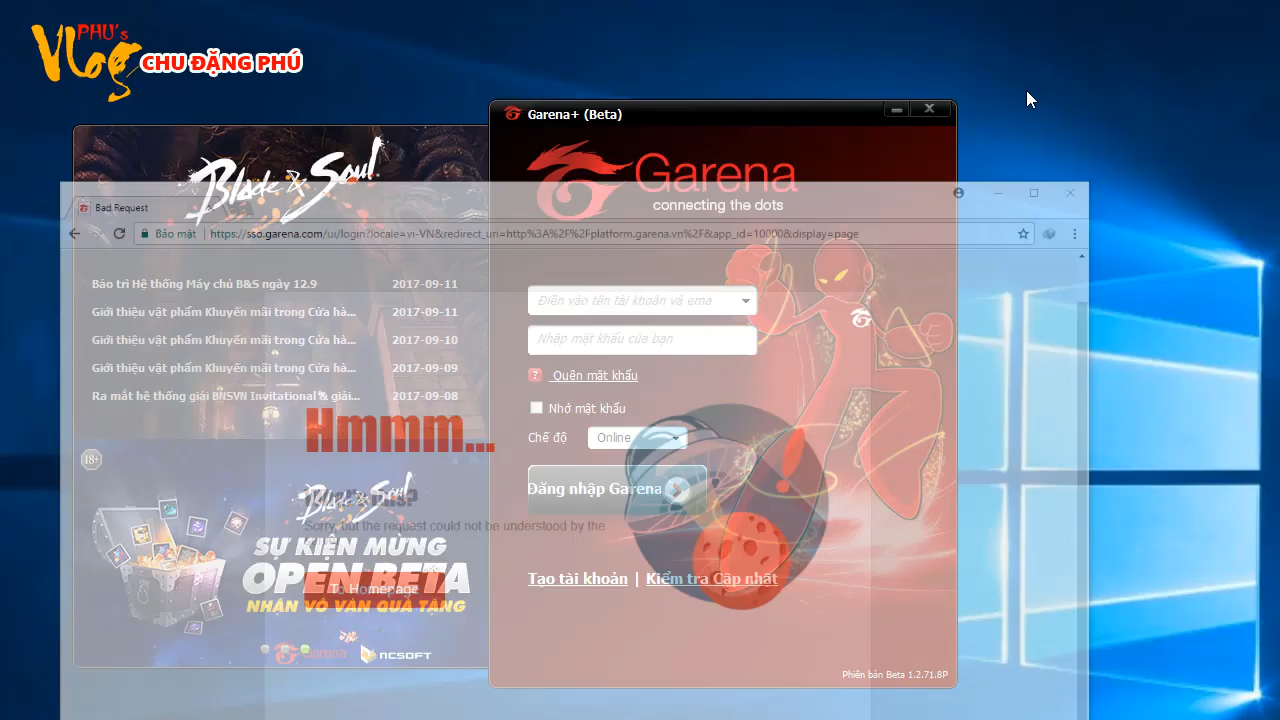 PHU's
Vlog
CHU ĐẶNG PHÚ
Garena+ (Beta)
Blade & Soul
Garena
connecting the dots
Bad Request
Bảo mật
https://sso.garena.com/ui/login?locale=vi-VN&redirect_uri=http%3A%2F%2Fplatform.garena.vn%2F&app_id=10000&display=page
Báo trì Hệ thống Máy chủ B&S ngày 12.9 2017-09-11
Giới thiệu vật phẩm Khuyến mãi trong Cửa hà... 2017-09-11
Giới thiệu vật phẩm Khuyến mãi trong Cửa hà... 2017-09-10
Giới thiệu vật phẩm Khuyến mãi trong Cửa hà... 2017-09-09
Ra mắt hệ thống giải BNSVN Invitational & giải... 2017-09-08
Điền vào tên tài khoản và ema
Nhập mật khẩu của bạn
? Quên mật khẩu
Nhớ mật khẩu
Chế độ Online
Hmmm...
18+
Đăng nhập Garena
Blade & Soul
Sorry, but the request could not be understood by the
SỰ KIỆN MỪNG
OPEN BETA
NHẬN VÔ VÀN QUÀ TẶNG
To Homepage
Tạo tài khoản | Kiểm tra Cập nhật
Garena
NCSOFT
Phiên bản Beta 1.2.71.8P